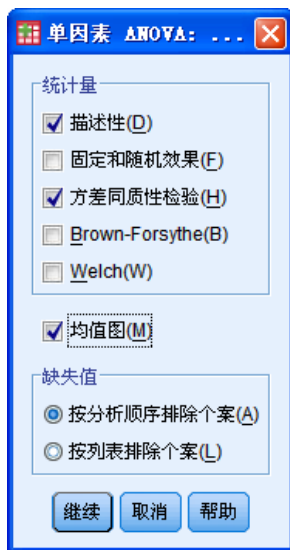 单因素 ANOVA: ...
统计量
描述性(D)
固定和随机效果(F)
方差同质性检验(H)
Brown-Forsythe(B)
Welch(W)
均值图(M)
缺失值
按分析顺序排除个案(A)
按列表排除个案(L)
继续 取消 帮助